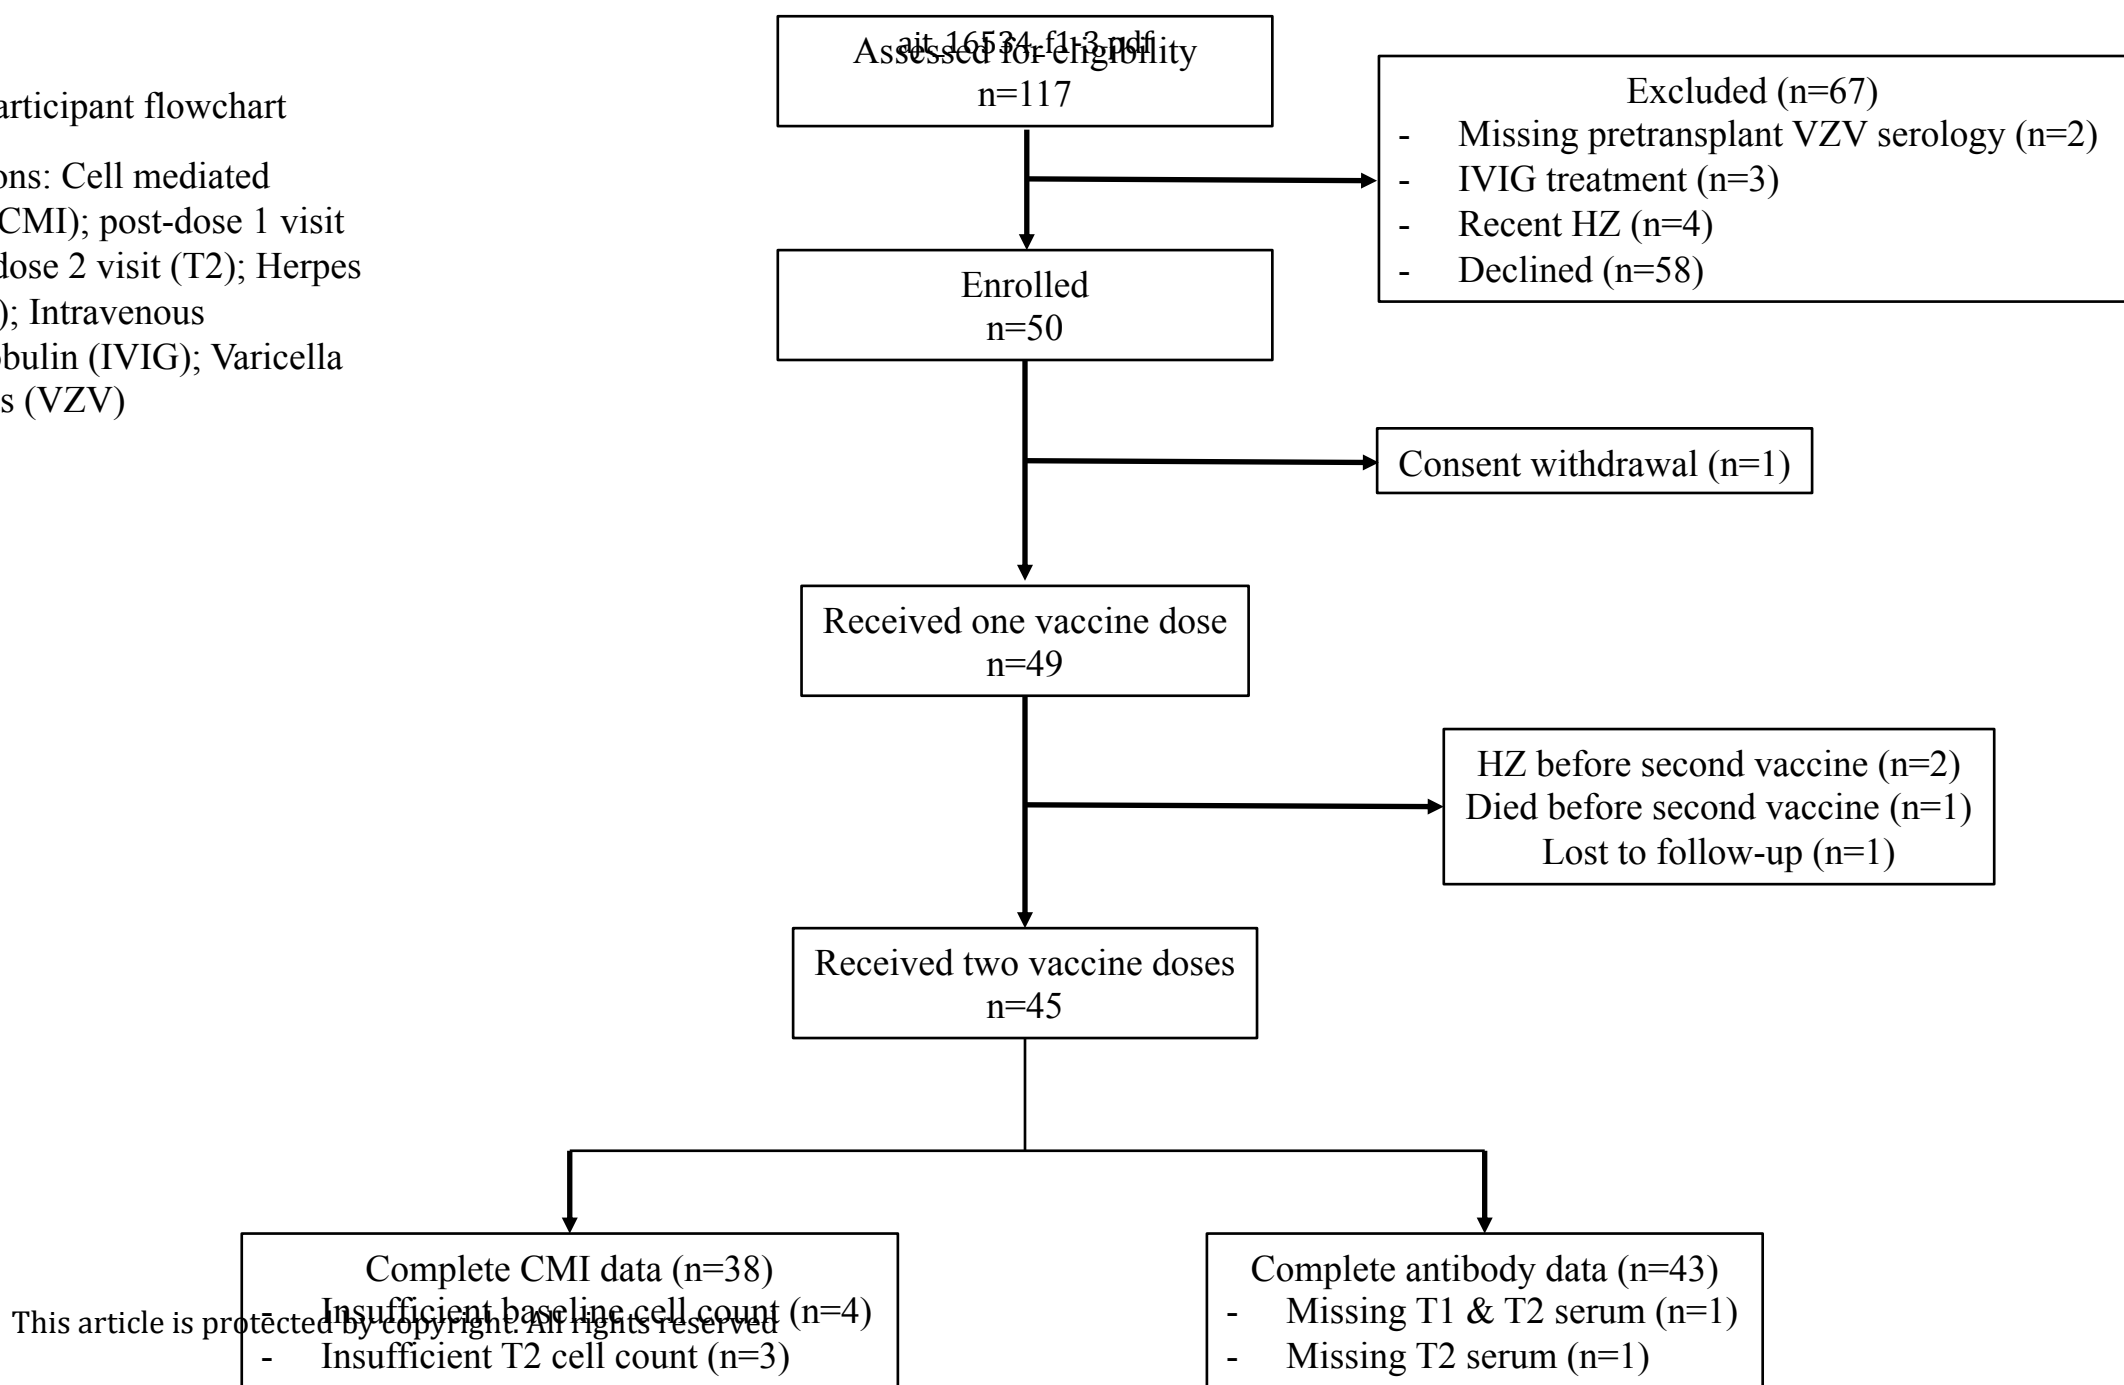 ajt_16534_f1-3.pdf
Assessed for eligibility
n=117
articipant flowchart
ons: Cell mediated
CMI); post-dose 1 visit
dose 2 visit (T2); Herpes
); Intravenous
obulin (IVIG); Varicella
s (VZV)
Excluded (n=67)
- Missing pretransplant VZV serology (n=2)
- IVIG treatment (n=3)
- Recent HZ (n=4)
- Declined (n=58)
Enrolled
n=50
Consent withdrawal (n=1)
Received one vaccine dose
n=49
HZ before second vaccine (n=2)
Died before second vaccine (n=1)
Lost to follow-up (n=1)
Received two vaccine doses
n=45
Complete CMI data (n=38)
- Insufficient baseline cell count (n=4)
- Insufficient T2 cell count (n=3)
Complete antibody data (n=43)
- Missing T1 & T2 serum (n=1)
- Missing T2 serum (n=1)
This article is protected by copyright. All rights reserved